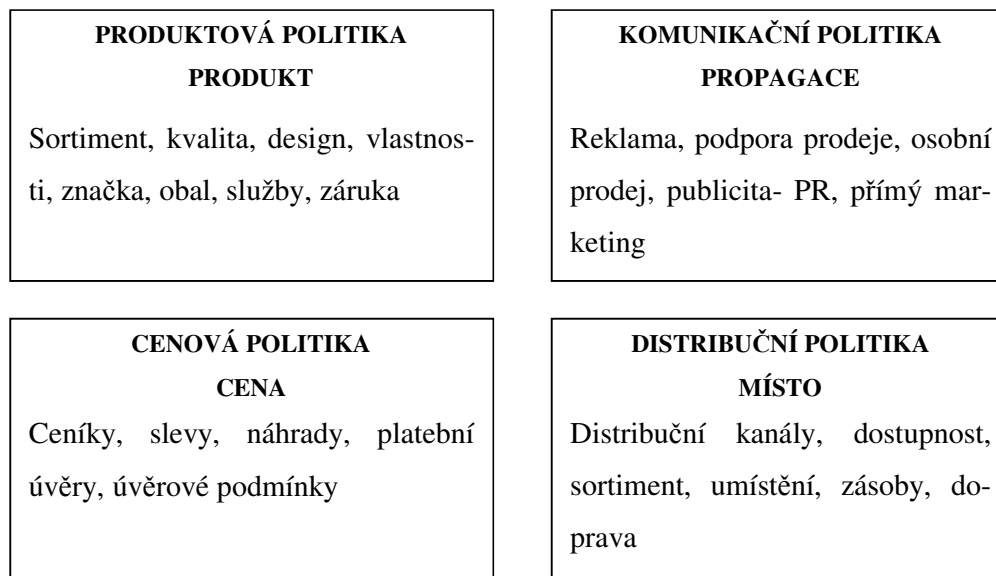 PRODUKTOVÁ POLITIKA
PRODUKT
Sortiment, kvalita, design, vlastnos-
ti, značka, obal, služby, záruka
KOMUNIKAČNÍ POLITIKA
PROPAGACE
Reklama, podpora prodeje, osobní
prodej, publicita- PR, přímý mar-
keting
CENOVÁ POLITIKA
CENA
Ceníky, slevy, náhrady, platební
úvěry, úvěrové podmínky
DISTRIBUČNÍ POLITIKA
MÍSTO
Distribuční kanály, dostupnost,
sortiment, umístění, zásoby, do-
prava